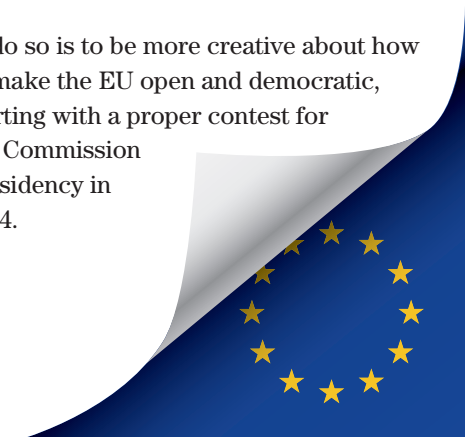 do so is to be more creative about how
make the EU open and democratic,
rting with a proper contest for
Commission
sidency in
4.